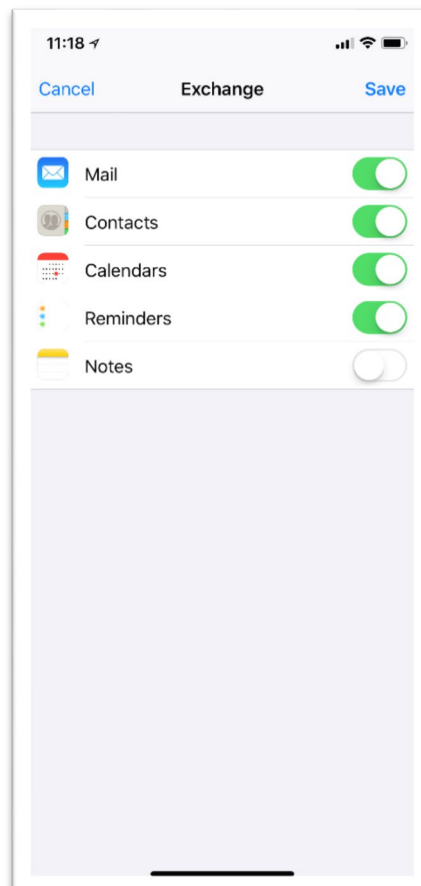 11:18
Cancel Exchange Save
Mail
Contacts
Calendars
Reminders
Notes